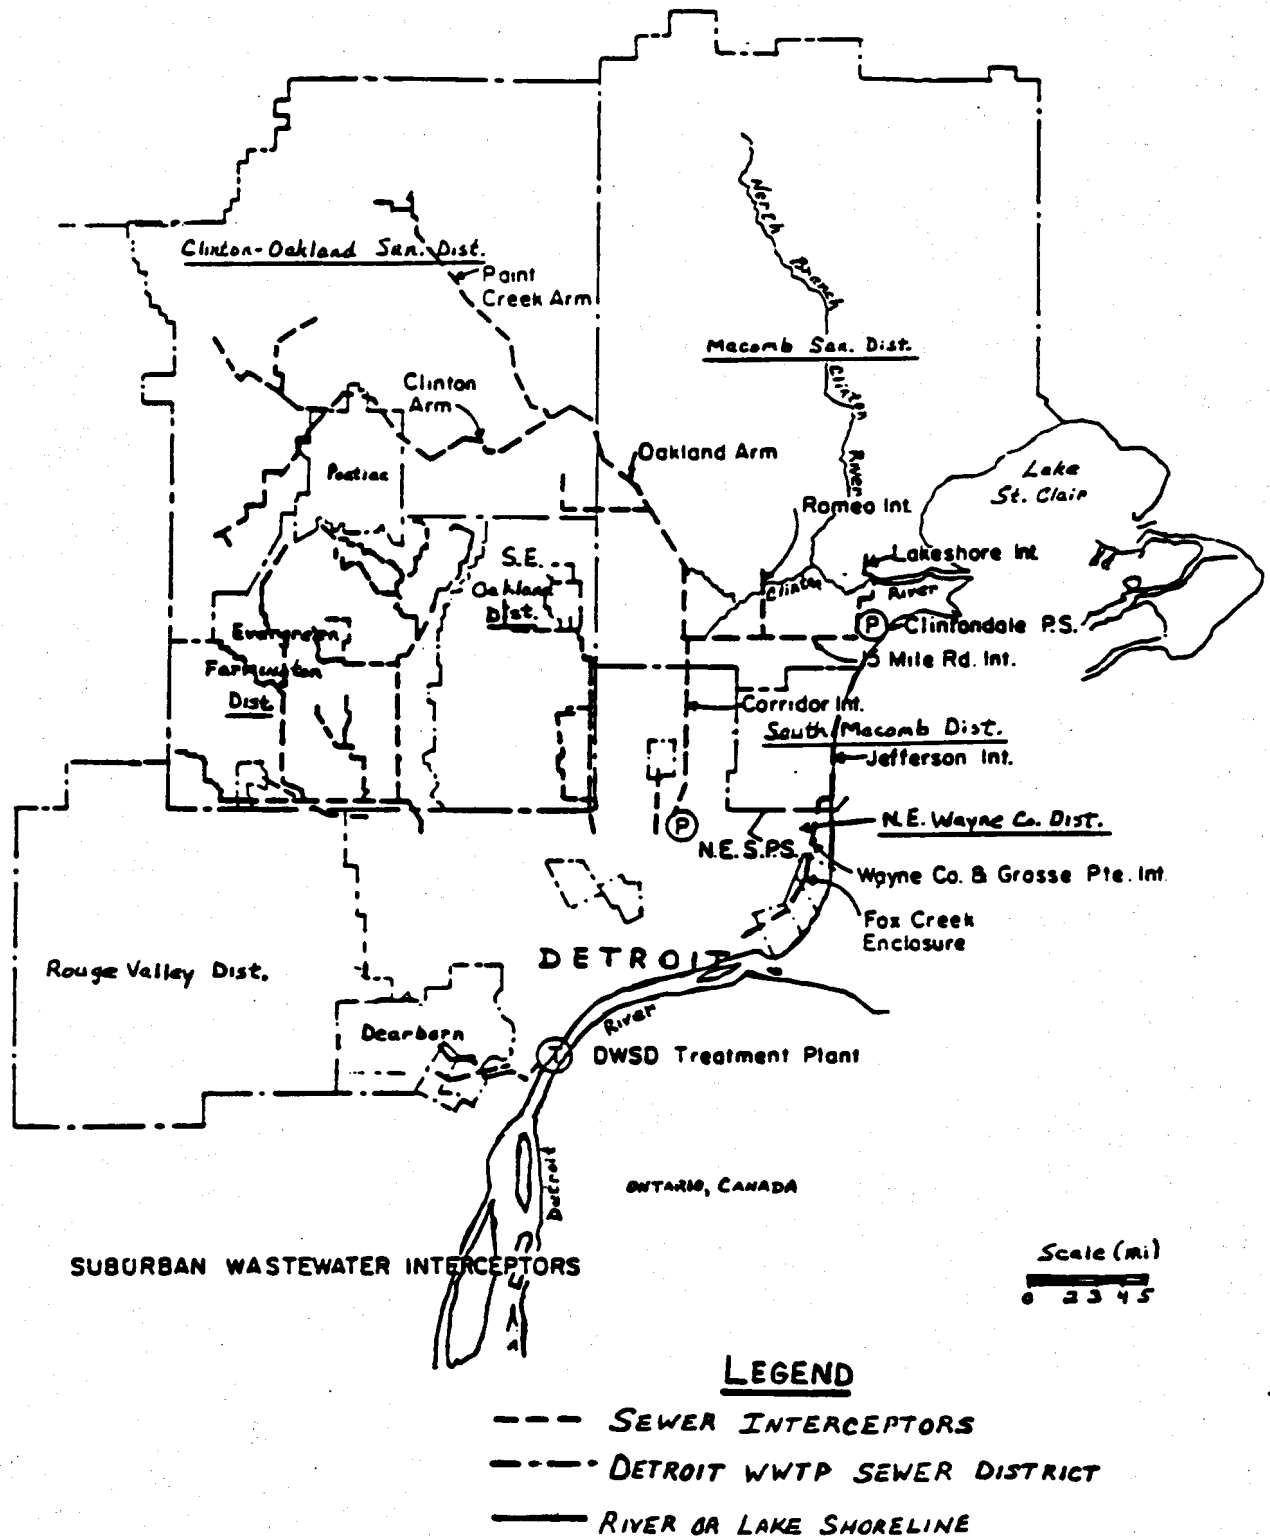 North
Branch
Clinton-Oakland San. Dist.
Paint
Creek Arm
Macomb San. Dist.
Clinton
River
Clinton
Arm
Oakland Arm
Pontiac
Lake
St. Clair
Romeo Int.
Lakeshore Int.
S.E.
Oakland
Dist.
Clinton
River
Clintondale P.S.
P
Evergreen
Farmington
Dist.
15 Mile Rd. Int.
Corridor Int.
South Macomb Dist.
Jefferson Int.
P
N.E. Wayne Co. Dist.
N.E.S.P.S.
Wayne Co. & Grosse Pte. Int.
Fox Creek
Enclosure
DETROIT
Rouge Valley Dist.
River
Dearborn
T
DWSD Treatment Plant
Detroit
ONTARIO, CANADA
SUBURBAN WASTEWATER INTERCEPTORS
Scale (mi)
0 2 3 4 5
LEGEND
SEWER INTERCEPTORS
DETROIT WWTP SEWER DISTRICT
RIVER OR LAKE SHORELINE